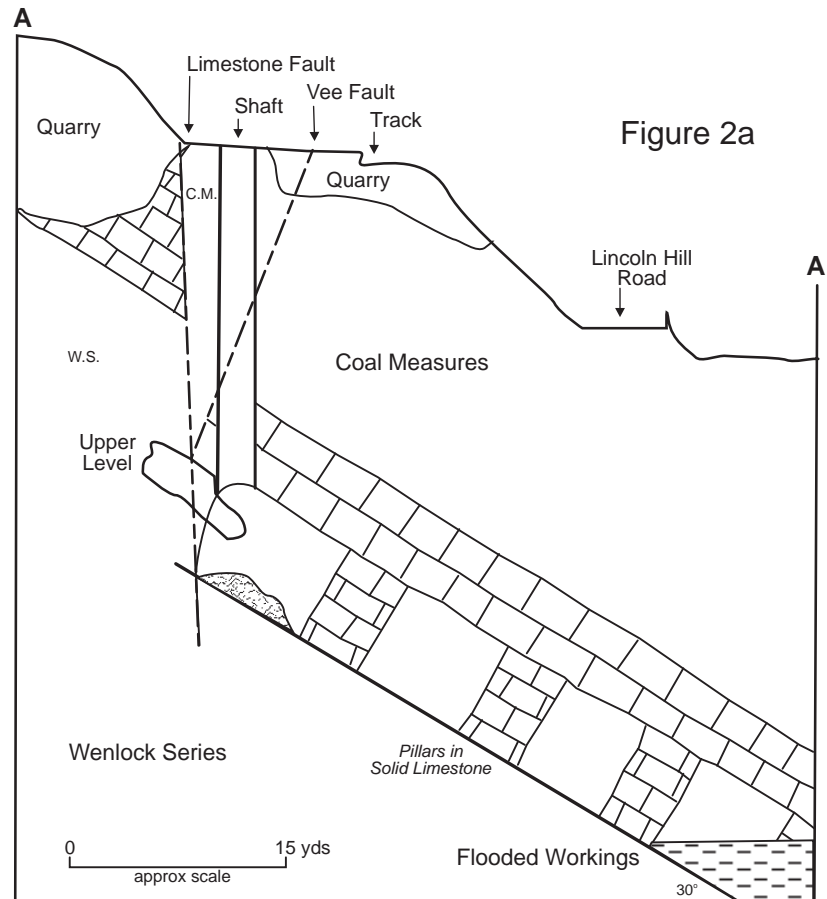 A
Limestone Fault
Vee Fault
Shaft
Track
Figure 2a
Quarry
Quarry
C.M.
Lincoln Hill
Road
A
W.S.
Coal Measures
Upper
Level
Wenlock Series
Pillars in
Solid Limestone
0 15 yds
approx scale
Flooded Workings
30°